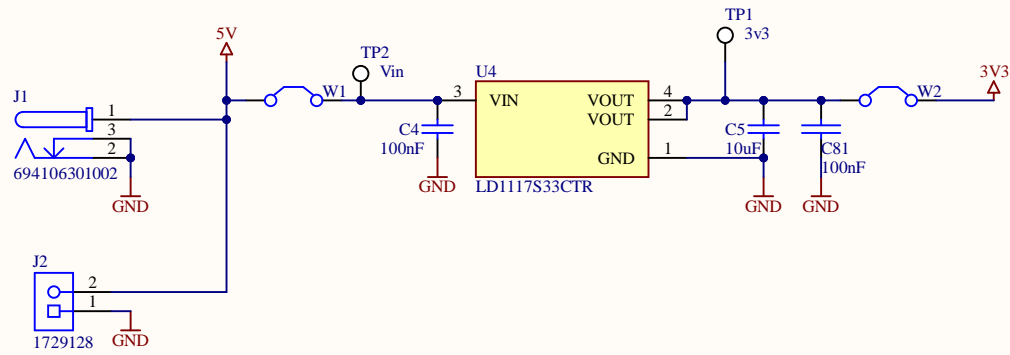 TP1
3v3
5V
TP2
Vin
U4
3V3
J1
W1
W2
1
3
VIN
VOUT
4
VOUT
2
3
2
C4
100nF
C5
10uF
C81
100nF
GND
1
694106301002
GND
LD1117S33CTR
GND
GND
GND
J2
2
1
1729128
GND